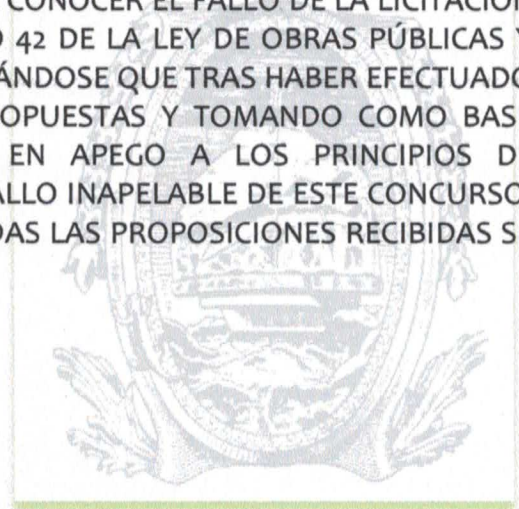 CONOCER EL FALLO DE LA LICITACIÓN
42 DE LA LEY DE OBRAS PÚBLICAS Y
ÁNDOSE QUE TRAS HABER EFECTUADO
OPUESTAS Y TOMANDO COMO BAS
EN APEGO A LOS PRINCIPIOS D
ALLO INAPELABLE DE ESTE CONCURSO
DAS LAS PROPOSICIONES RECIBIDAS S